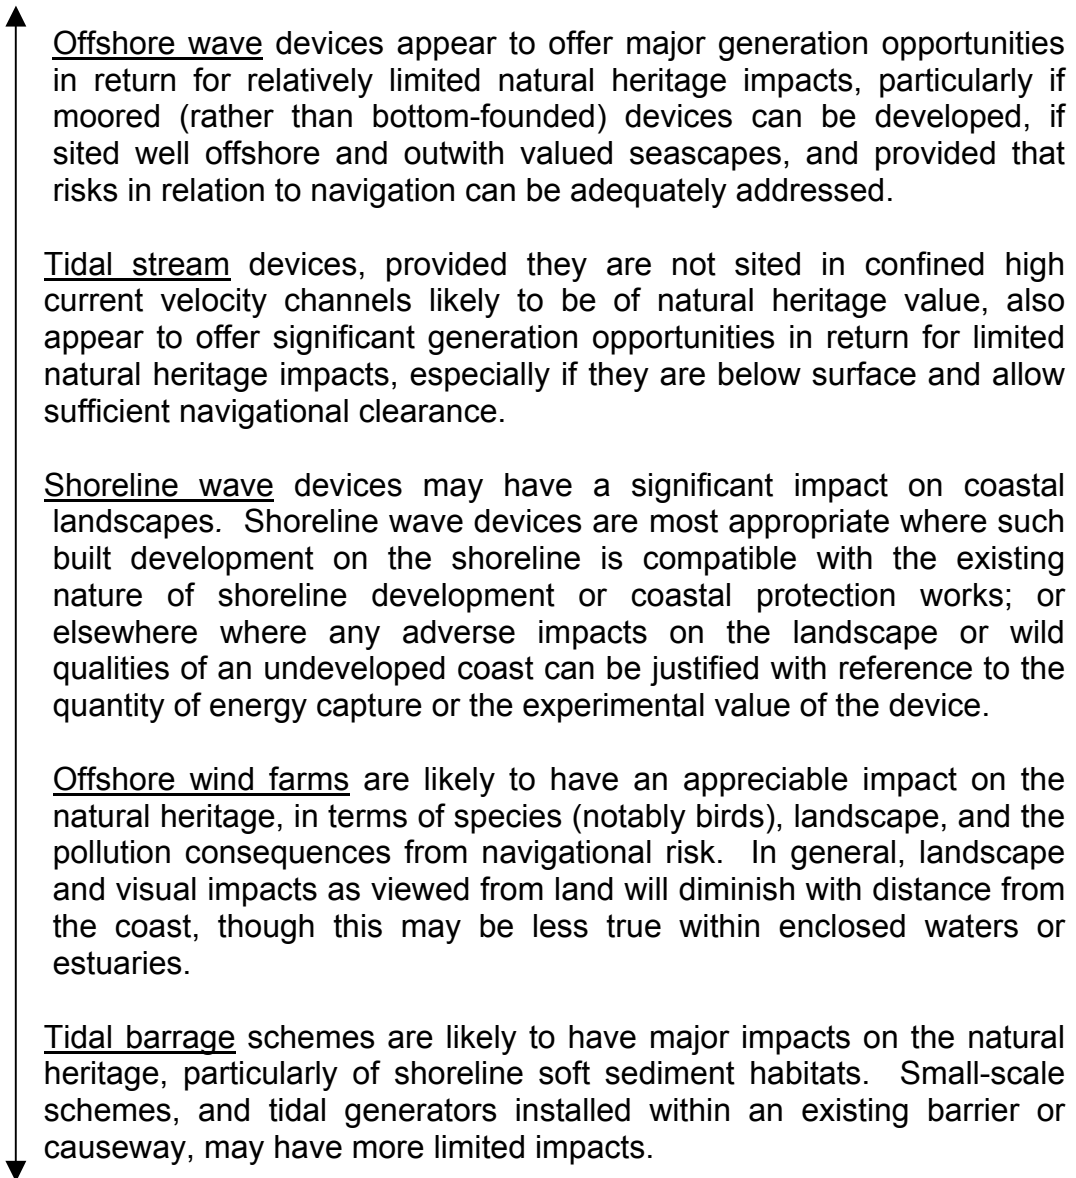 Offshore wave devices appear to offer major generation opportunities
in return for relatively limited natural heritage impacts, particularly if
moored (rather than bottom-founded) devices can be developed, if
sited well offshore and outwith valued seascapes, and provided that
risks in relation to navigation can be adequately addressed.
Tidal stream devices, provided they are not sited in confined high
current velocity channels likely to be of natural heritage value, also
appear to offer significant generation opportunities in return for limited
natural heritage impacts, especially if they are below surface and allow
sufficient navigational clearance.
Shoreline wave devices may have a significant impact on coastal
landscapes. Shoreline wave devices are most appropriate where such
built development on the shoreline is compatible with the existing
nature of shoreline development or coastal protection works; or
elsewhere where any adverse impacts on the landscape or wild
qualities of an undeveloped coast can be justified with reference to the
quantity of energy capture or the experimental value of the device.
Offshore wind farms are likely to have an appreciable impact on the
natural heritage, in terms of species (notably birds), landscape, and the
pollution consequences from navigational risk. In general, landscape
and visual impacts as viewed from land will diminish with distance from
the coast, though this may be less true within enclosed waters or
estuaries.
Tidal barrage schemes are likely to have major impacts on the natural
heritage, particularly of shoreline soft sediment habitats. Small-scale
schemes, and tidal generators installed within an existing barrier or
causeway, may have more limited impacts.